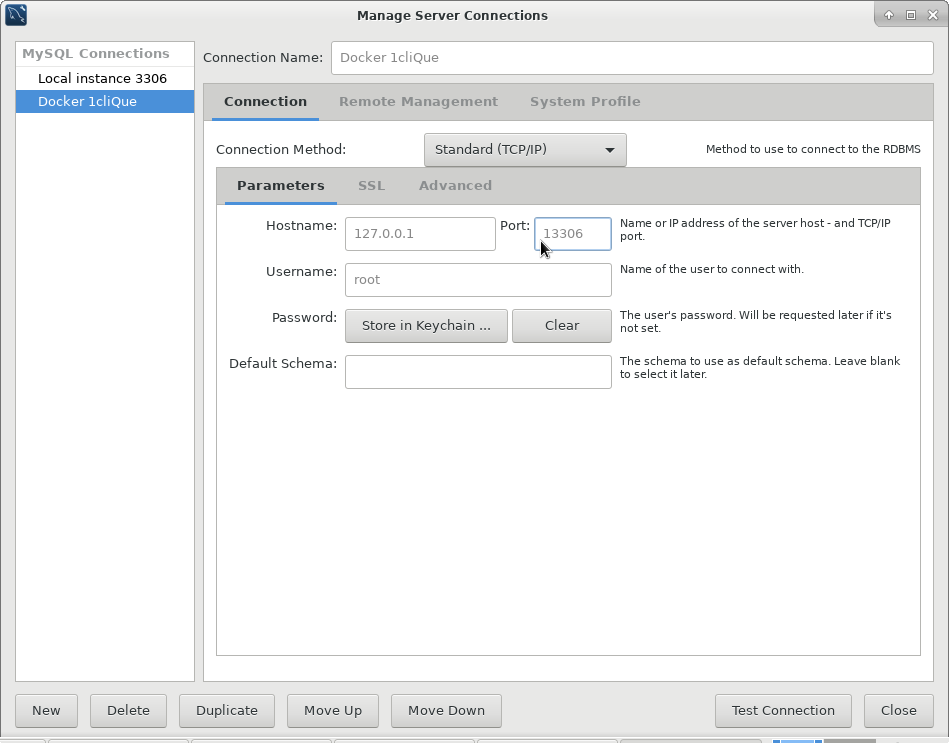 Manage Server Connections
MySQL Connections
Local instance 3306
Docker 1cliQue
Connection Name: Docker 1cliQue
Connection Remote Management System Profile
Connection Method: Standard (TCP/IP) Method to use to connect to the RDBMS
Parameters SSL Advanced
Hostname: 127.0.0.1 Port: 13306 Name or IP address of the server host - and TCP/IP
port.
Username: root Name of the user to connect with.
Password: Store in Keychain ... Clear The user's password. Will be requested later if it's
not set.
Default Schema: The schema to use as default schema. Leave blank
to select it later.
New Delete Duplicate Move Up Move Down Test Connection Close